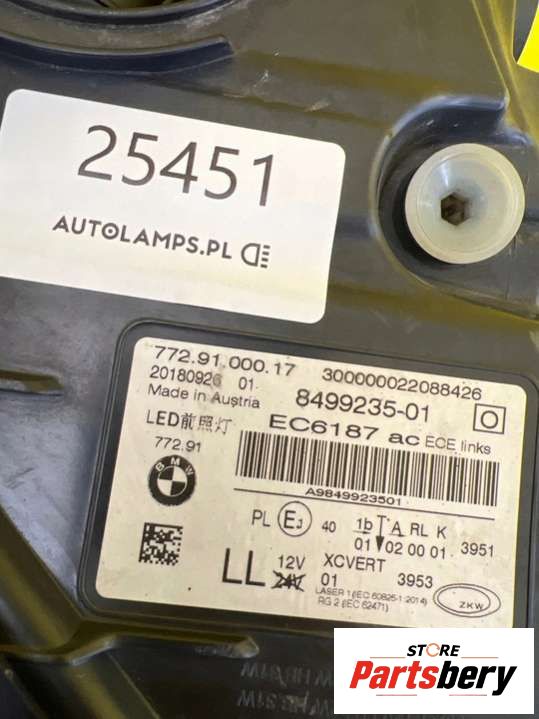 25451
AUTOLAMPS.PL
772.91.000.17 300000022088426
20180926 01 8499235-01
Made in Austria
LED前照灯 EC6187 ac ECE links
772.91
BMW
A9849923501
PL E 40 1b T A RL K
01 02 00 01 3951
LL 12V XCVERT
24V 01 3953
LASER 1 (IEC 60825-1:2014)
RG 2 (IEC 62471)
ZKW
STORE
Partsbery